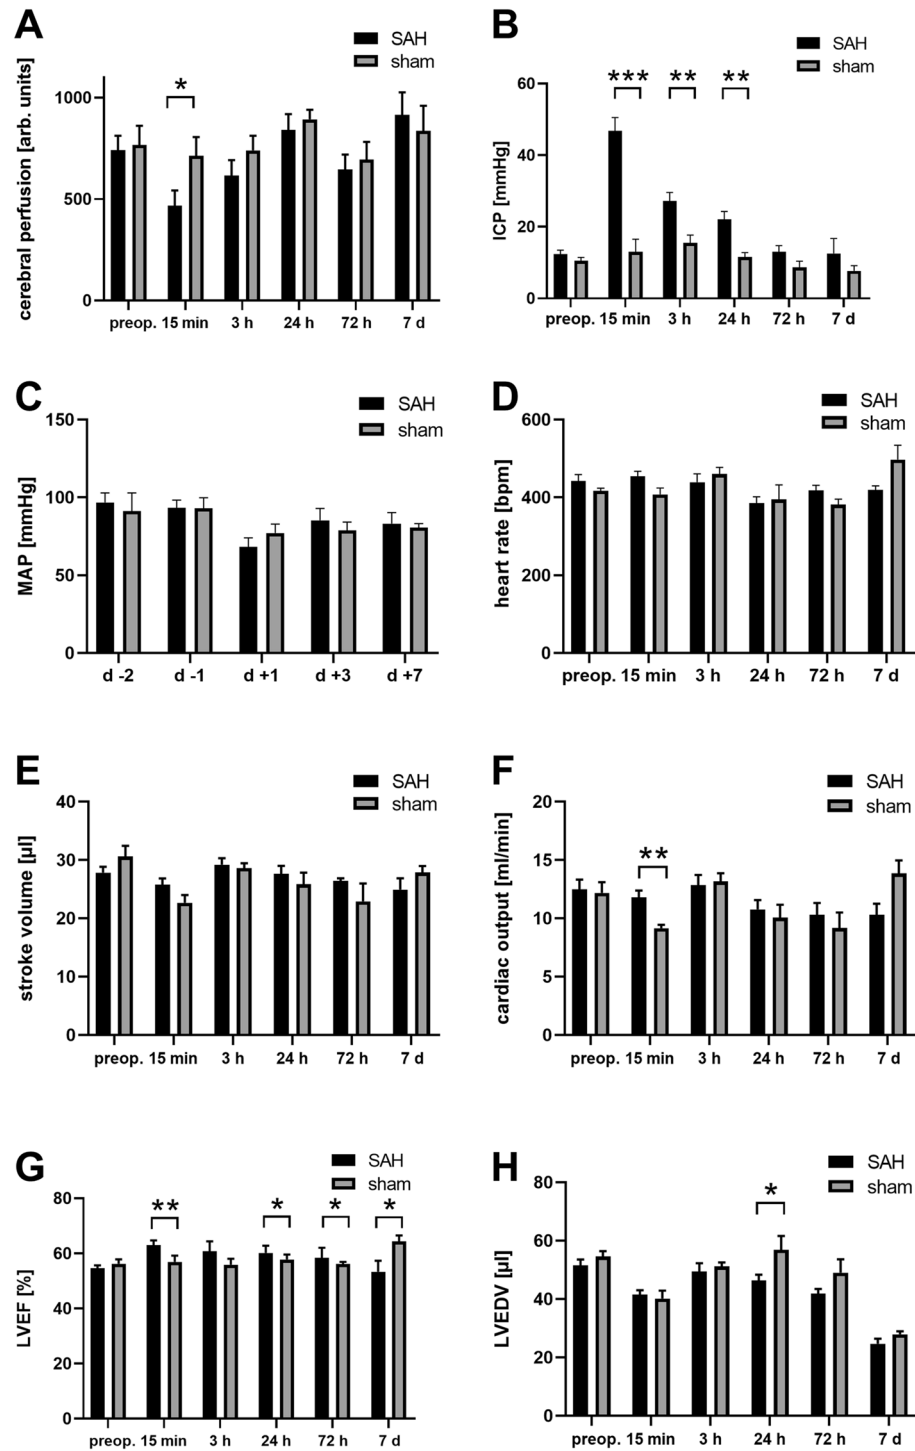 A
SAH
sham
cerebral perfusion [arb. units]
1000
500
0
*
preop. 15 min 3 h 24 h 72 h 7 d
B
SAH
sham
ICP [mmHg]
60
40
20
0
*** ** **
preop. 15 min 3 h 24 h 72 h 7 d
C
SAH
sham
MAP [mmHg]
150
100
50
0
d -2 d -1 d +1 d +3 d +7
D
SAH
sham
heart rate [bpm]
600
400
200
0
preop. 15 min 3 h 24 h 72 h 7 d
E
SAH
sham
stroke volume [µl]
40
30
20
10
0
preop. 15 min 3 h 24 h 72 h 7 d
F
SAH
sham
cardiac output [ml/min]
20
15
10
5
0
**
preop. 15 min 3 h 24 h 72 h 7 d
G
SAH
sham
LVEF [%]
80
60
40
20
0
** * * *
preop. 15 min 3 h 24 h 72 h 7 d
H
SAH
sham
LVEDV [µl]
80
60
40
20
0
*
preop. 15 min 3 h 24 h 72 h 7 d